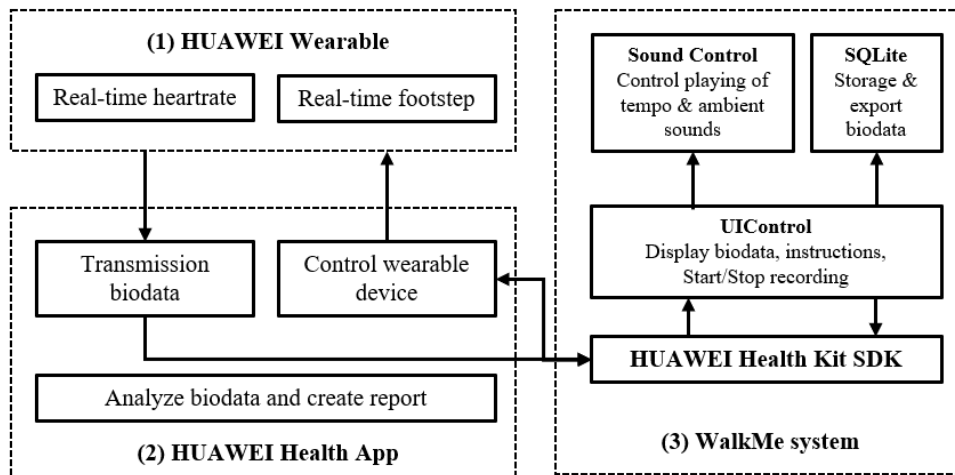 (1) HUAWEI Wearable
Real-time heartrate
Real-time footstep
Transmission
biodata
Control wearable
device
Analyze biodata and create report
(2) HUAWEI Health App
Sound Control
Control playing of
tempo & ambient
sounds
SQLite
Storage &
export
biodata
UIControl
Display biodata, instructions,
Start/Stop recording
HUAWEI Health Kit SDK
(3) WalkMe system